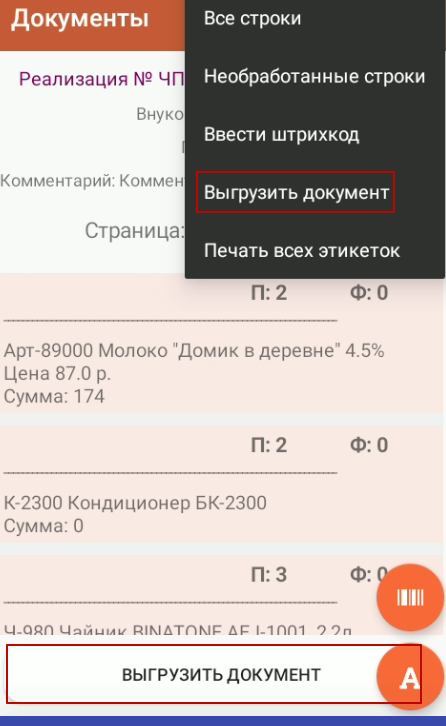 Документы
Все строки
Необработанные строки
Ввести штрихкод
Выгрузить документ
Печать всех этикеток
Реализация № ЧП
Внуко
Комментарий: Коммен
Страница:
П: 2 Ф: 0
Арт-89000 Молоко "Домик в деревне" 4.5%
Цена 87.0 р.
Сумма: 174
П: 2 Ф: 0
К-2300 Кондиционер БК-2300
Сумма: 0
П: 3 Ф: 0
Ч-980 Чайник BINATONE AEJ-1001, 2,2л
ВЫГРУЗИТЬ ДОКУМЕНТ
A